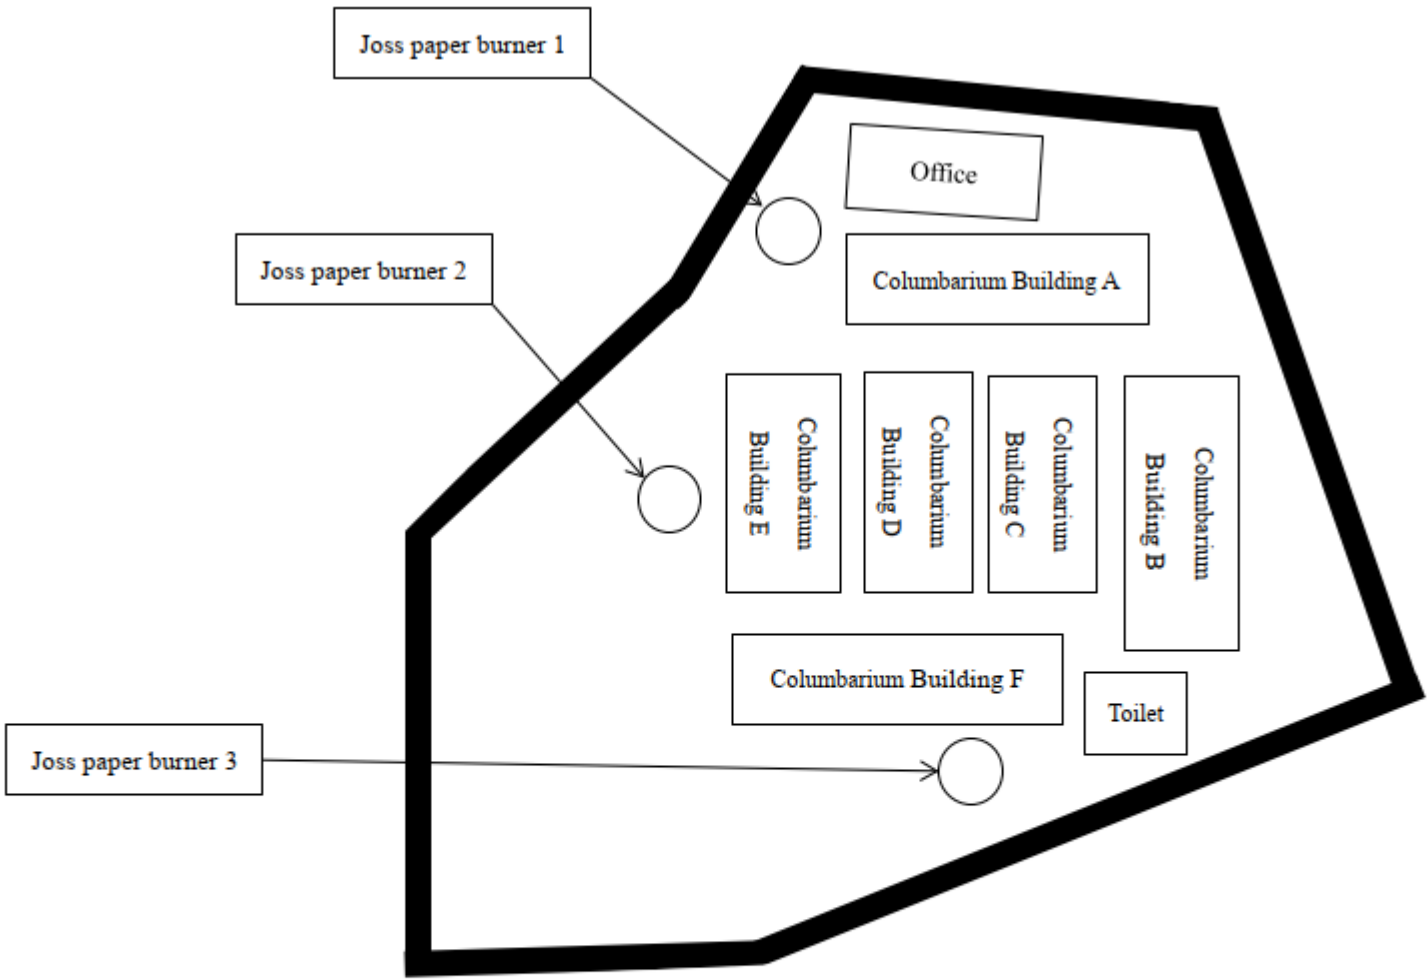 Joss paper burner 1
Office
Joss paper burner 2
Columbarium Building A
Columbarium
Building E
Columbarium
Building D
Columbarium
Building C
Columbarium
Building B
Columbarium Building F
Toilet
Joss paper burner 3